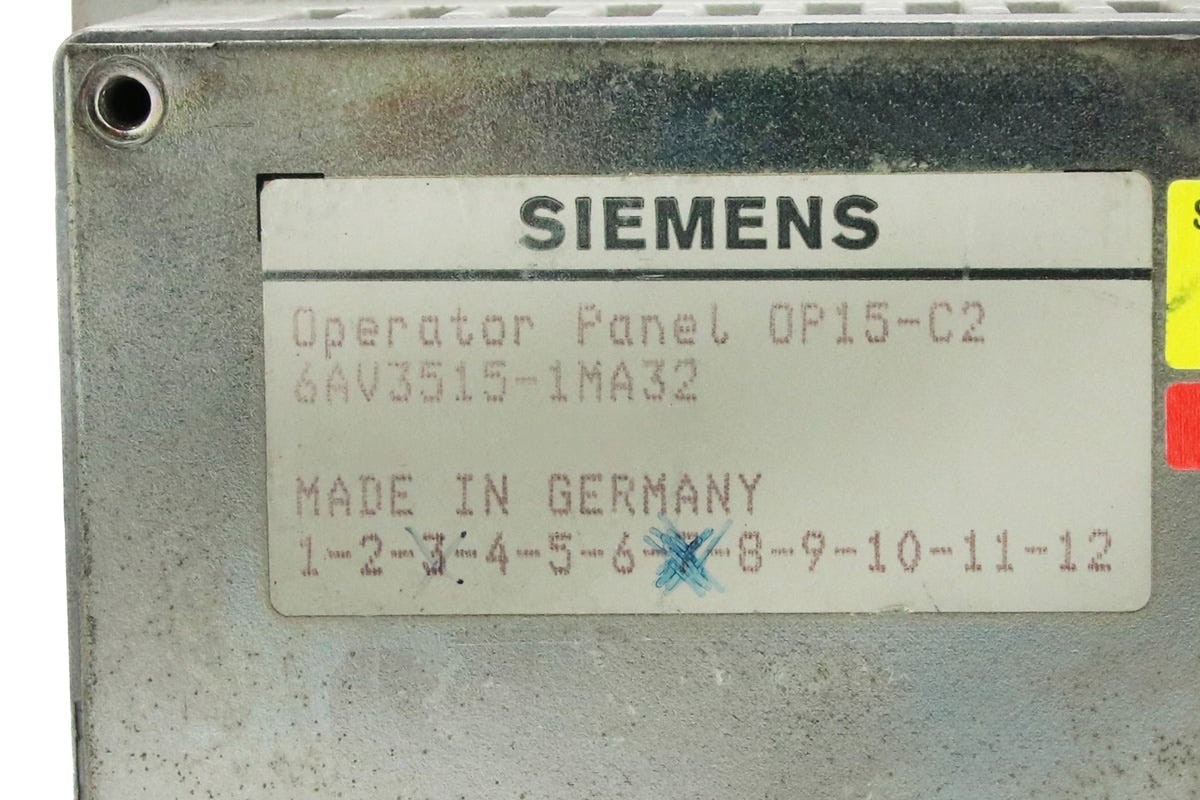 SIEMENS
Operator Panel OP15-C2
6AV3515-1MA32
MADE IN GERMANY
1-2-3-4-5-6-7-8-9-10-11-12